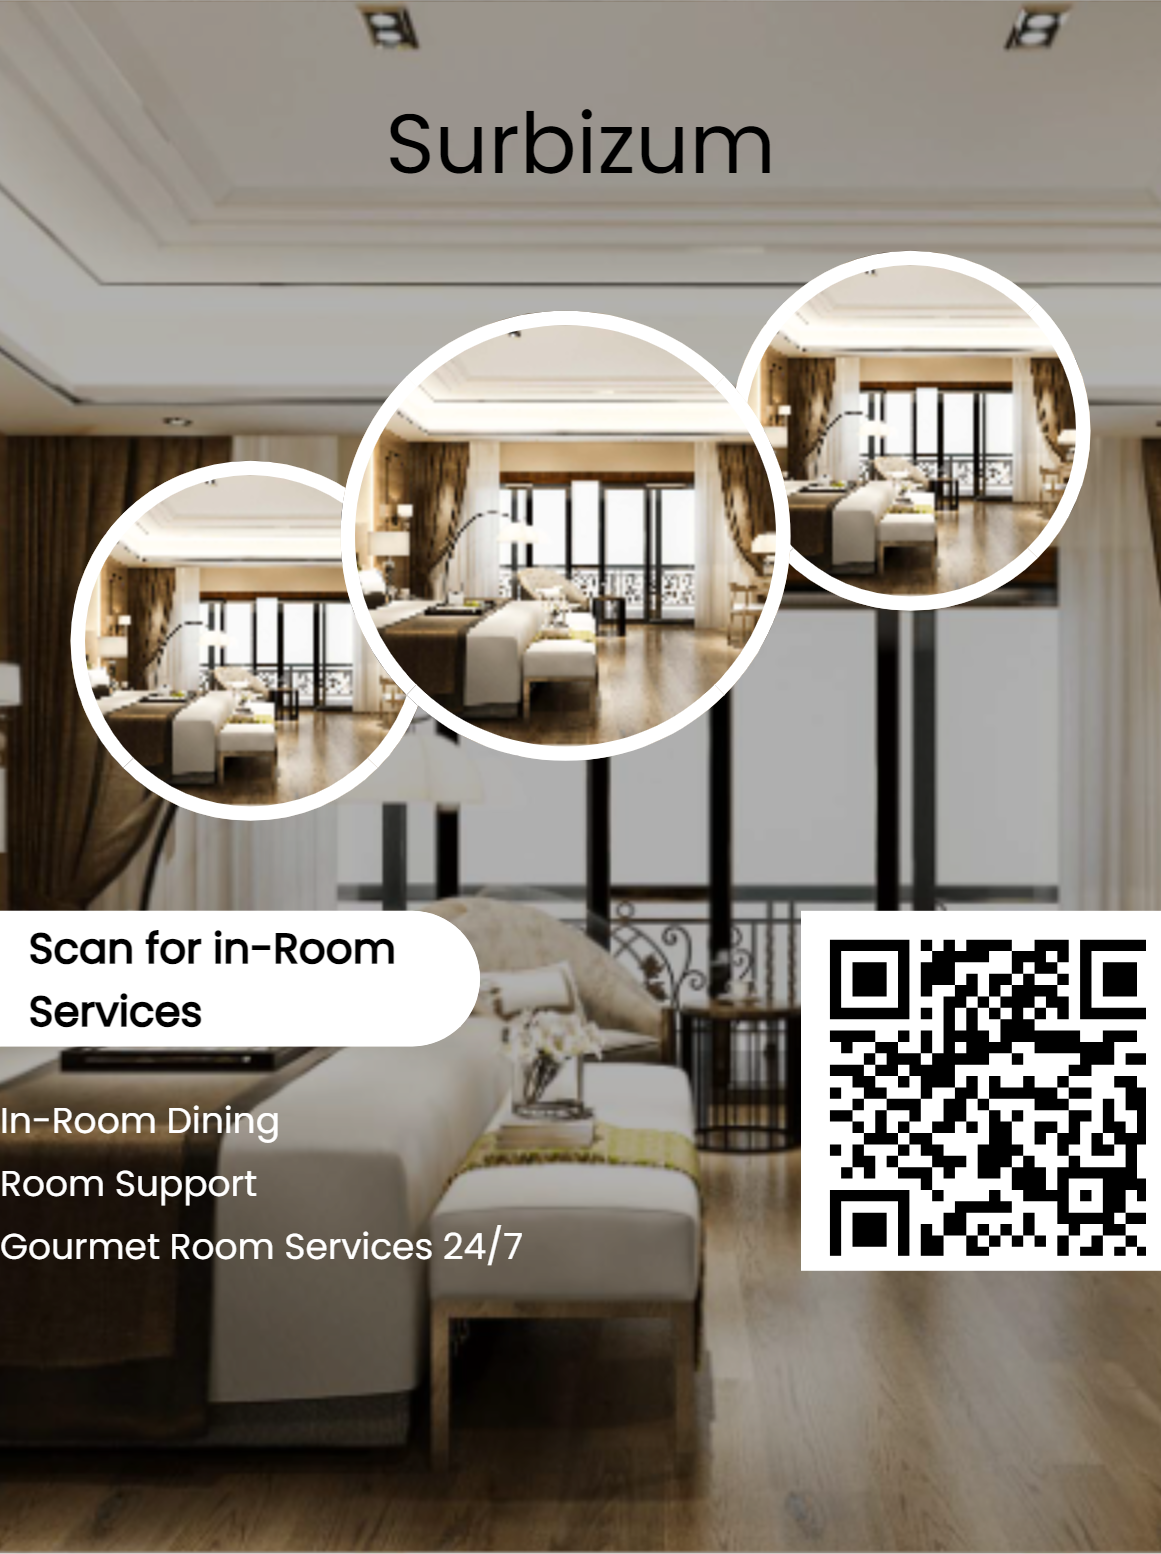 Surbizum
Scan for in-Room
Services
In-Room Dining
Room Support
Gourmet Room Services 24/7